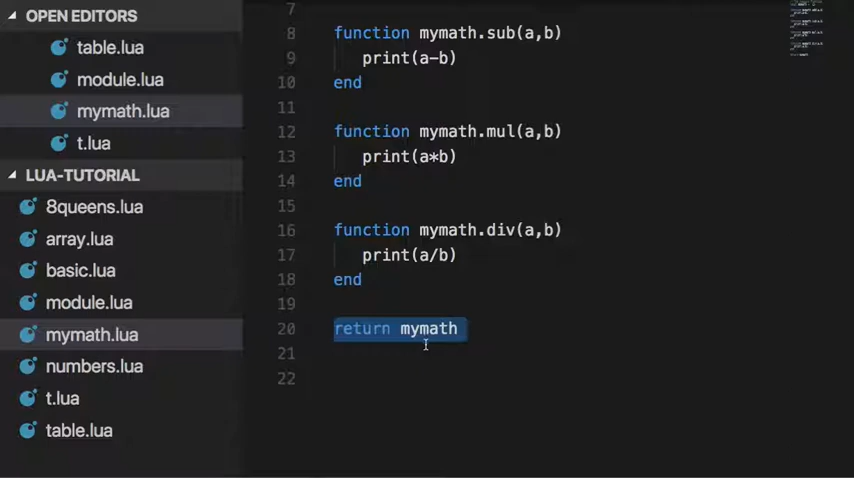 OPEN EDITORS
table.lua
module.lua
mymath.lua
t.lua
LUA-TUTORIAL
8queens.lua
array.lua
basic.lua
module.lua
mymath.lua
numbers.lua
t.lua
table.lua
7
8 function mymath.sub(a,b)
9 print(a-b)
10 end
11
12 function mymath.mul(a,b)
13 print(a*b)
14 end
15
16 function mymath.div(a,b)
17 print(a/b)
18 end
19
20 return mymath
21
22